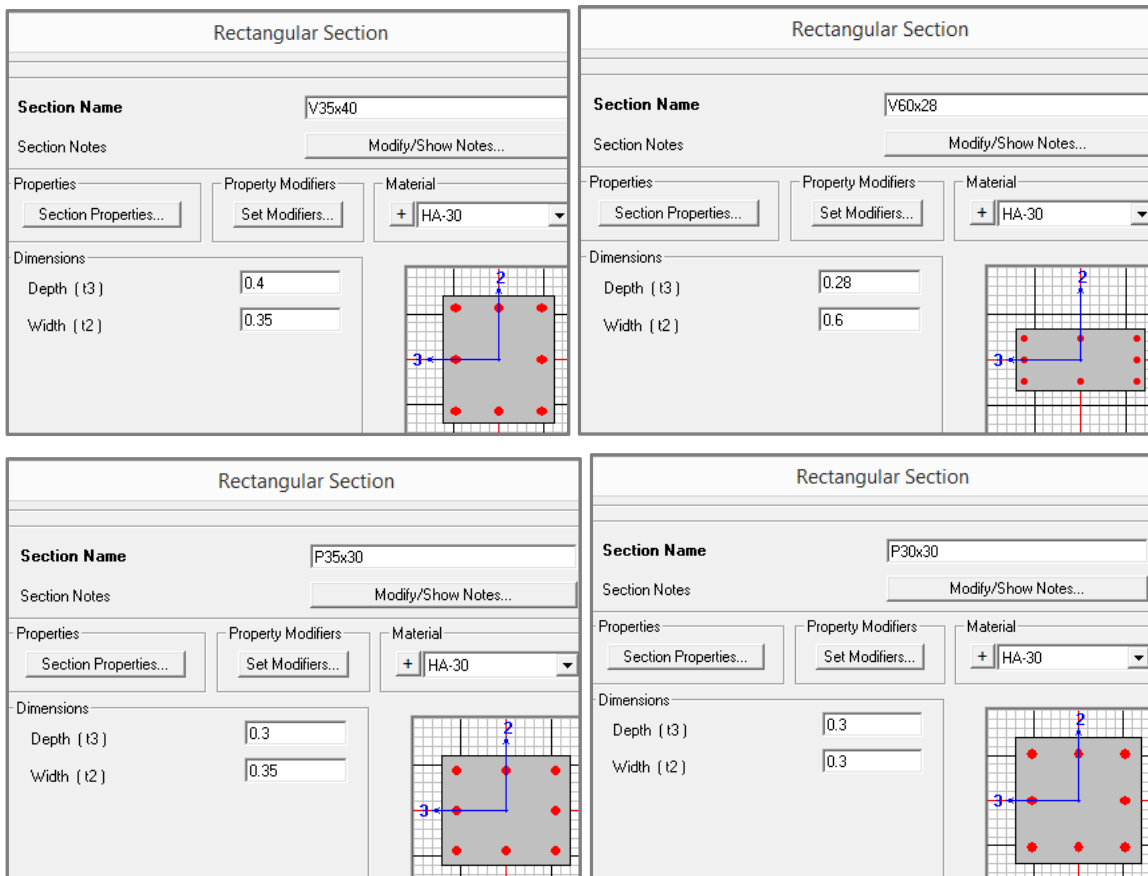 Rectangular Section
Section Name V35x40
Section Notes Modify/Show Notes...
Properties Property Modifiers Material
Section Properties... Set Modifiers... + HA-30
Dimensions
Depth ( t3 ) 0.4
Width ( t2 ) 0.35
2
3
Rectangular Section
Section Name V60x28
Section Notes Modify/Show Notes...
Properties Property Modifiers Material
Section Properties... Set Modifiers... + HA-30
Dimensions
Depth ( t3 ) 0.28
Width ( t2 ) 0.6
2
3
Rectangular Section
Section Name P35x30
Section Notes Modify/Show Notes...
Properties Property Modifiers Material
Section Properties... Set Modifiers... + HA-30
Dimensions
Depth ( t3 ) 0.3
Width ( t2 ) 0.35
2
3
Rectangular Section
Section Name P30x30
Section Notes Modify/Show Notes...
Properties Property Modifiers Material
Section Properties... Set Modifiers... + HA-30
Dimensions
Depth ( t3 ) 0.3
Width ( t2 ) 0.3
2
3